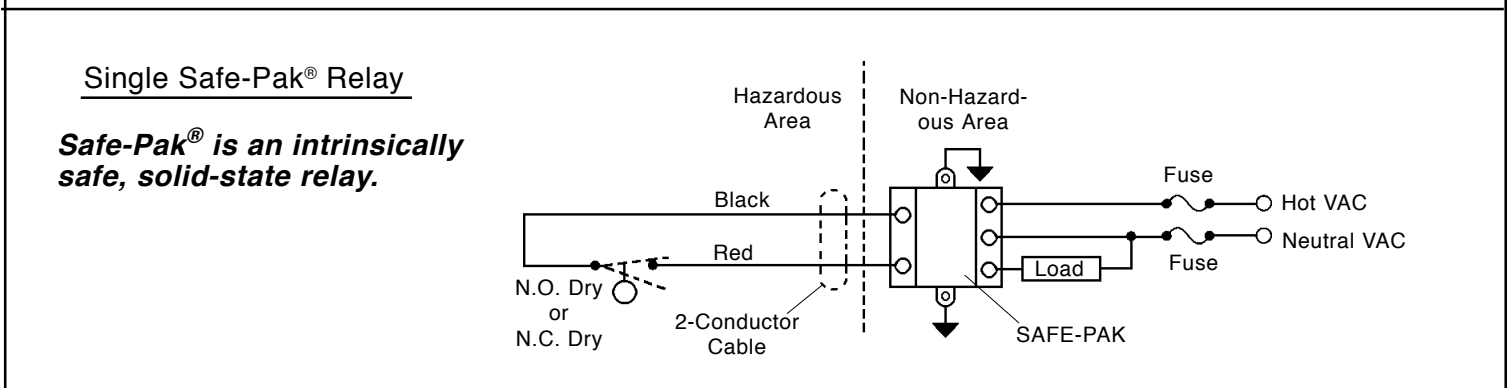 Single Safe-Pak® Relay
Safe-Pak® is an intrinsically
safe, solid-state relay.
Hazardous
Area
Non-Hazard-
ous Area
Black
Red
N.O. Dry
or
N.C. Dry
2-Conductor
Cable
Fuse
Hot VAC
Neutral VAC
Fuse
Load
SAFE-PAK